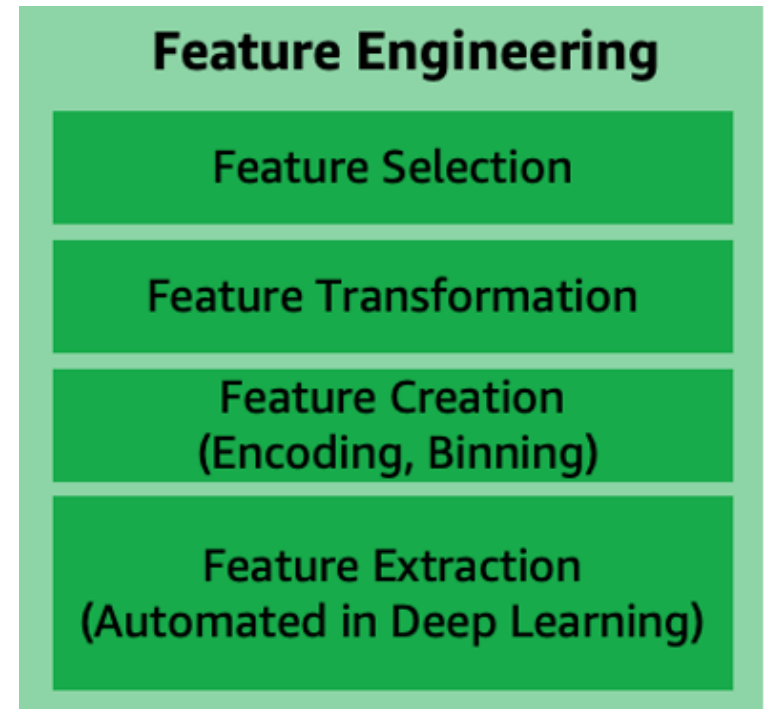 Feature Engineering
Feature Selection
Feature Transformation
Feature Creation
(Encoding, Binning)
Feature Extraction
(Automated in Deep Learning)